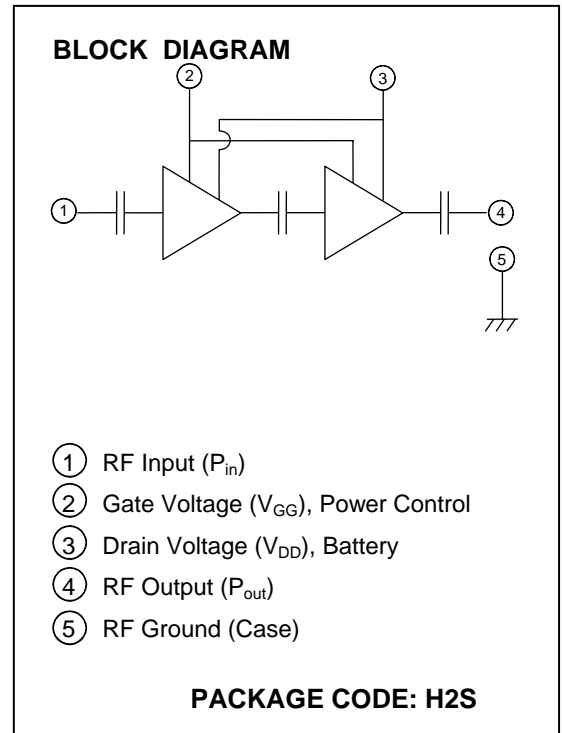 BLOCK DIAGRAM
2 3
1 4
5
1 RF Input (Pin)
2 Gate Voltage (VGG), Power Control
3 Drain Voltage (VDD), Battery
4 RF Output (Pout)
5 RF Ground (Case)
PACKAGE CODE: H2S